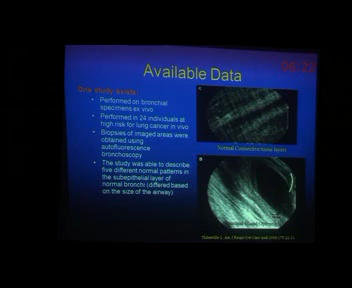 Available Data
One study exists:
• Performed on bronchial
specimens ex vivo
• Performed in 24 individuals at
high risk for lung cancer in vivo
• Biopsies of imaged areas were
obtained using
autofluorescence
bronchoscopy
• The study was able to describe
five different normal patterns in
the subepithelial layer of
normal bronchi (differed based
on the size of the airway)
Normal Connective tissue layers